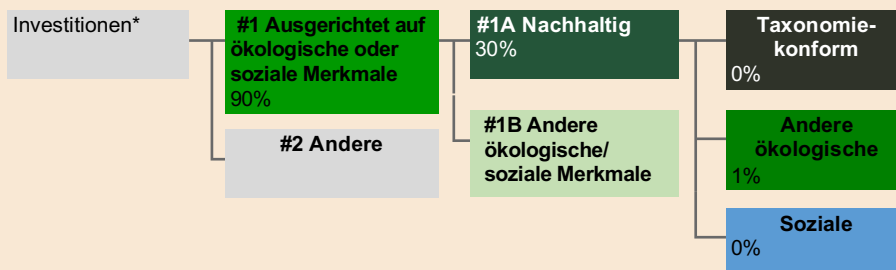 Investitionen*
#1 Ausgerichtet auf
ökologische oder
soziale Merkmale
90%
#2 Andere
#1A Nachhaltig
30%
#1B Andere
ökologische/
soziale Merkmale
Taxonomie-
konform
0%
Andere
ökologische
1%
Soziale
0%